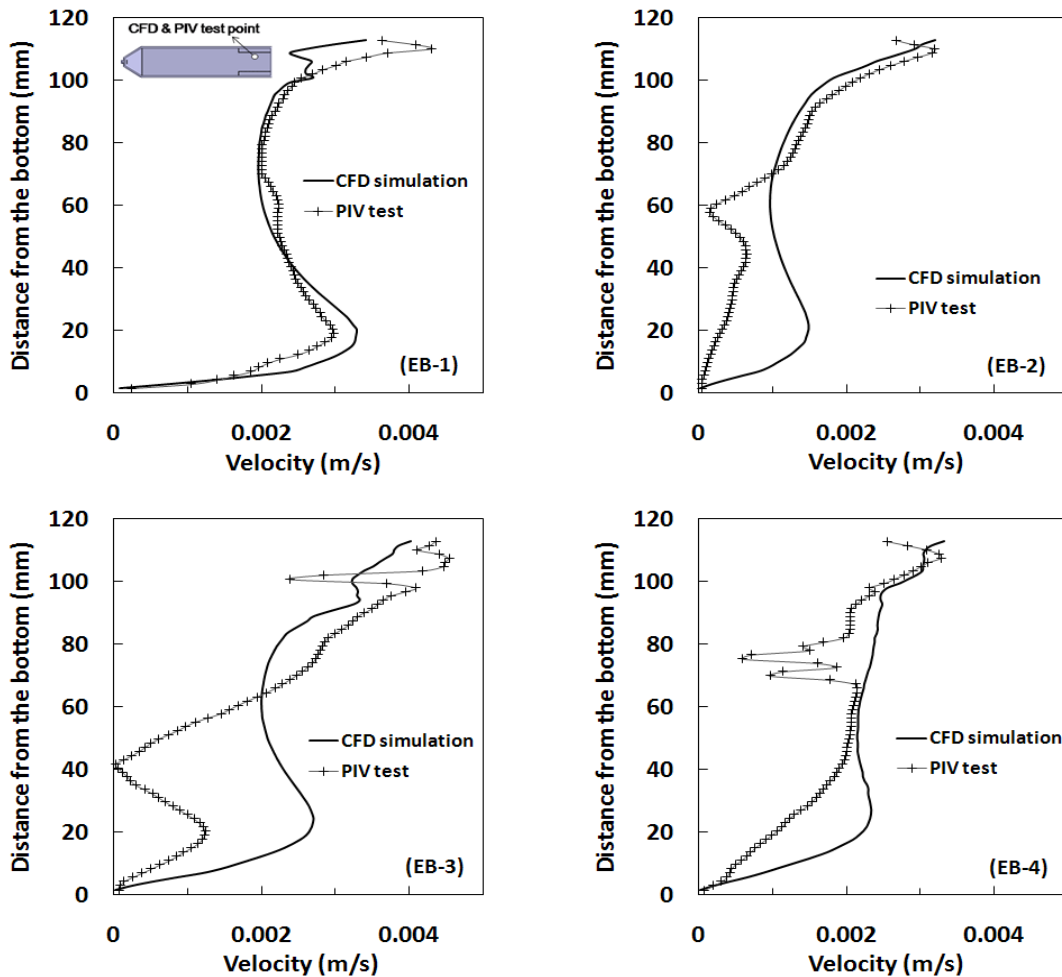 120
100
80
60
40
20
0
Distance from the bottom (mm)
CFD & PIV test point
CFD simulation
PIV test
(EB-1)
0 0.002 0.004
Velocity (m/s)
120
100
80
60
40
20
0
Distance from the bottom (mm)
CFD simulation
PIV test
(EB-2)
0 0.002 0.004
Velocity (m/s)
120
100
80
60
40
20
0
Distance from the bottom (mm)
CFD simulation
PIV test
(EB-3)
0 0.002 0.004
Velocity (m/s)
120
100
80
60
40
20
0
Distance from the bottom (mm)
CFD simulation
PIV test
(EB-4)
0 0.002 0.004
Velocity (m/s)